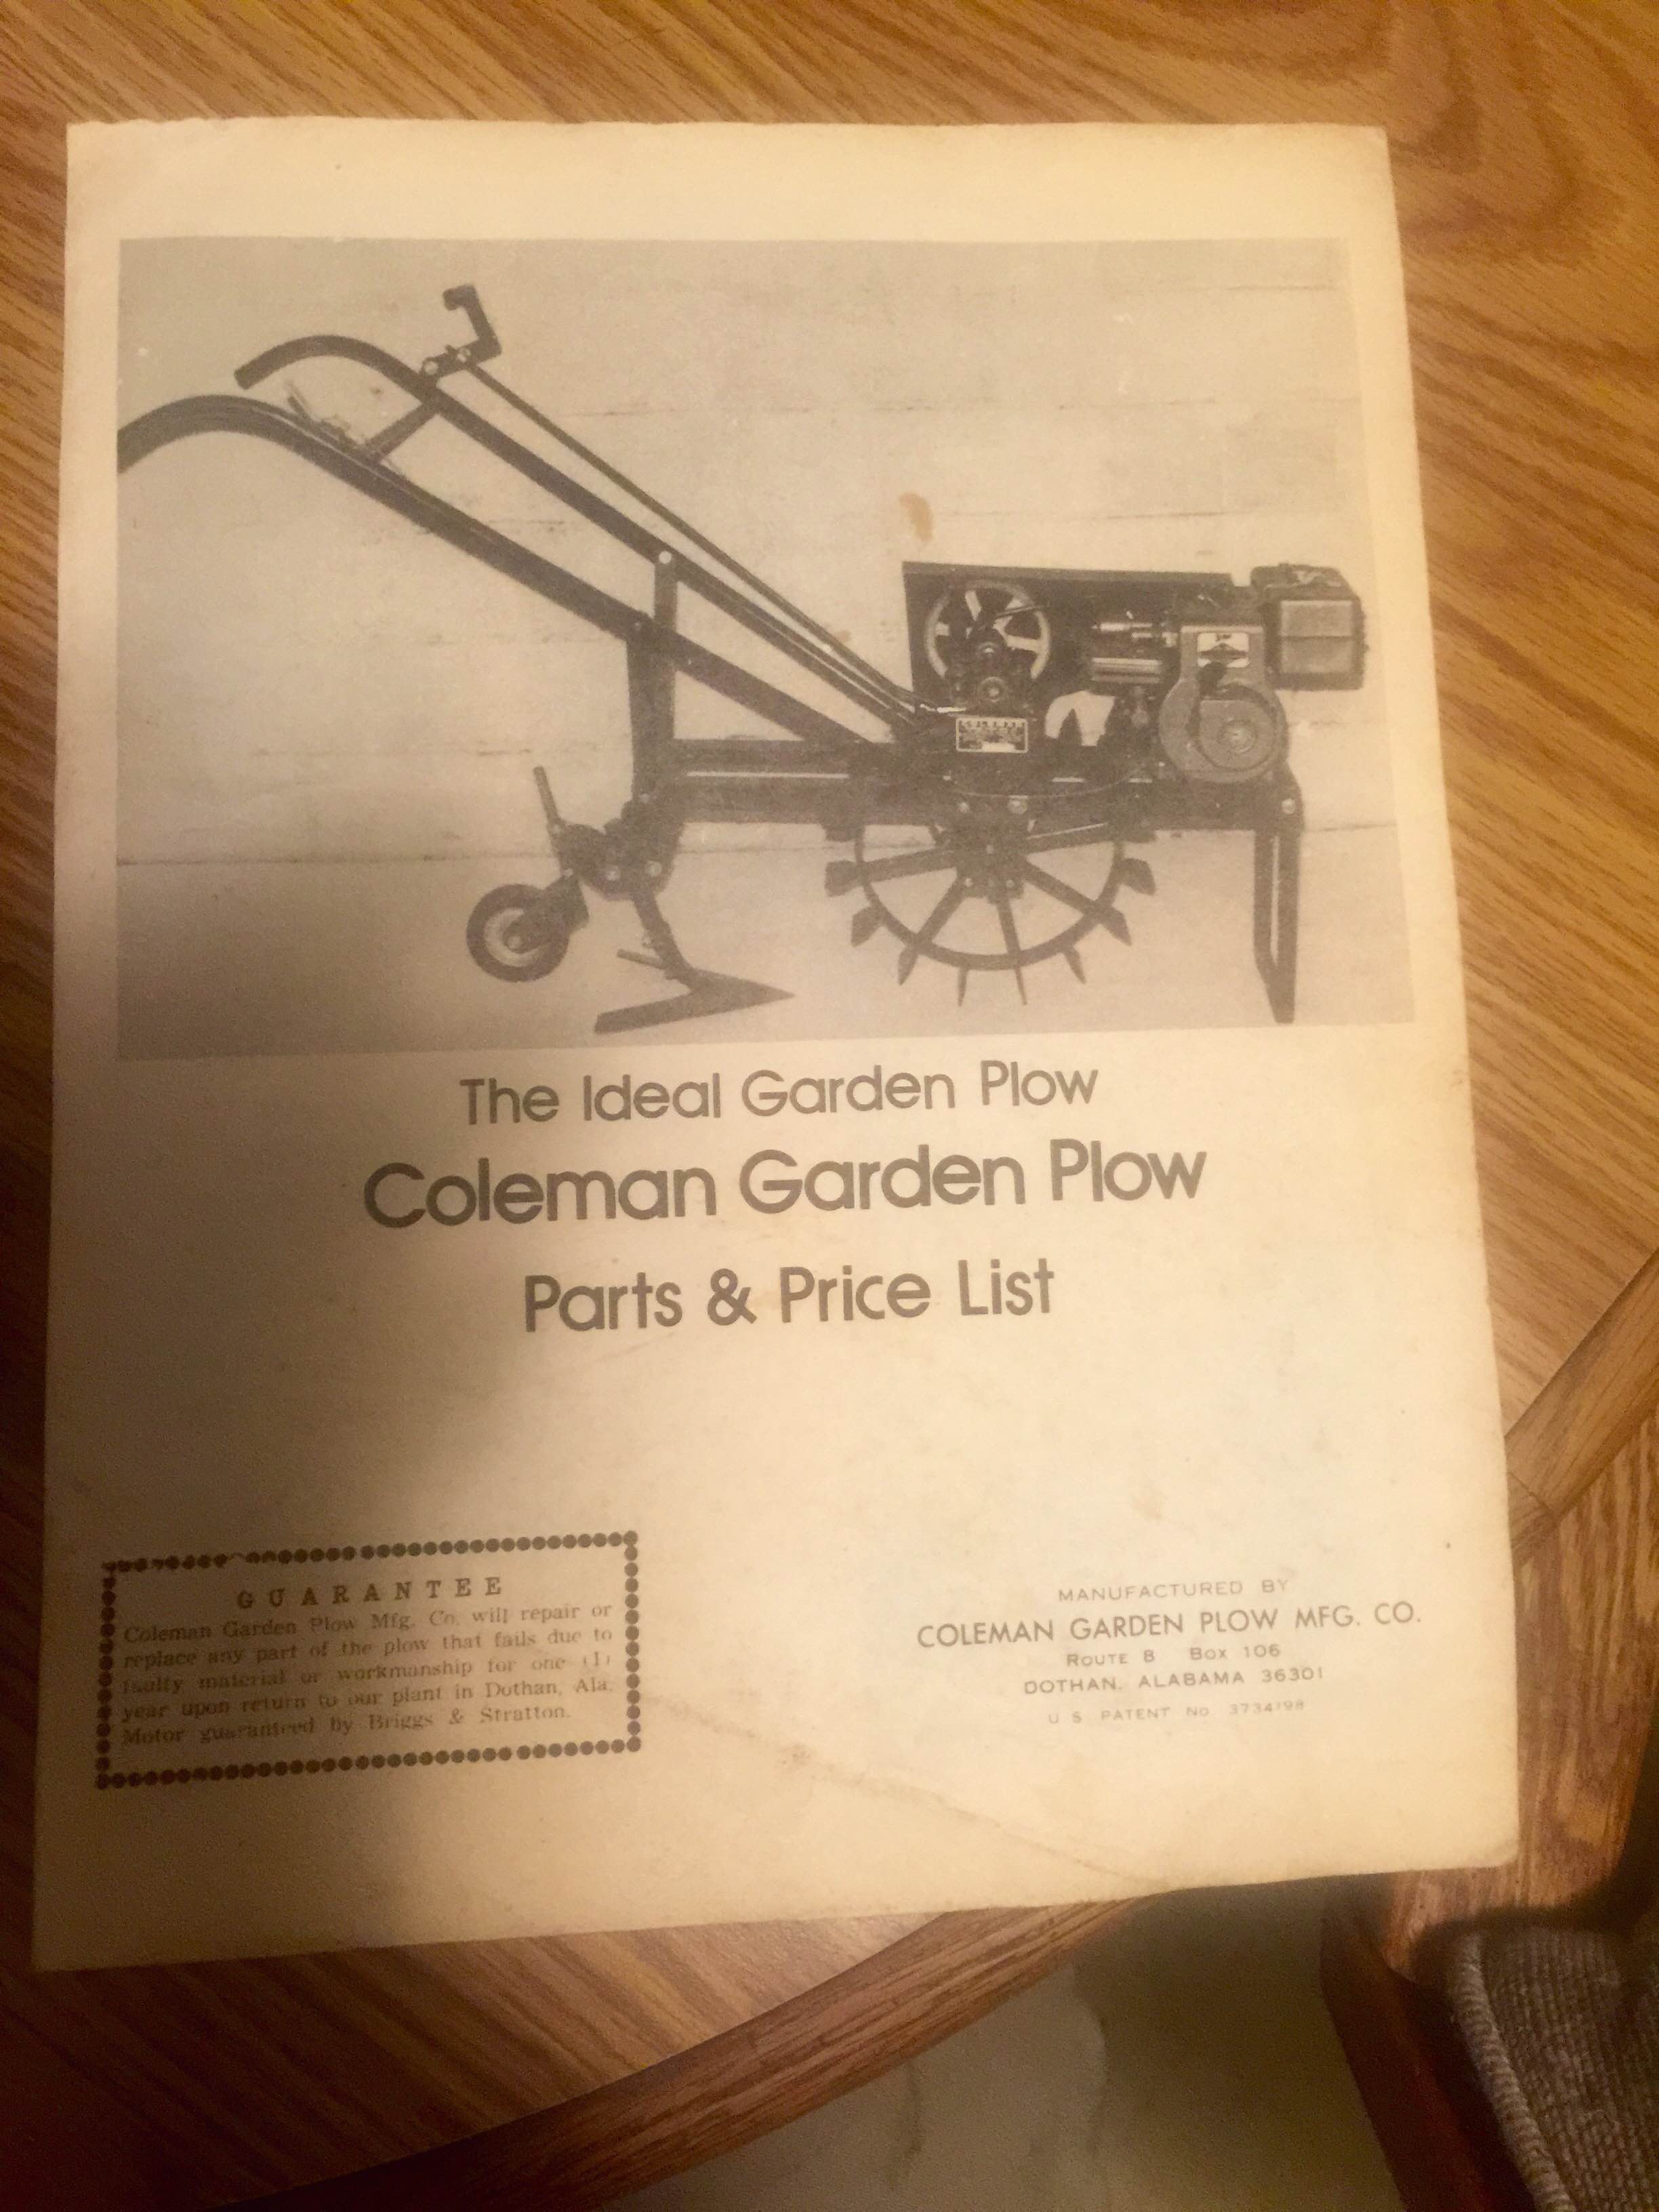 COLEMAN
The Ideal Garden Plow
Coleman Garden Plow
Parts & Price List
GUARANTEE
Coleman Garden Plow Mfg. Co. will repair or
replace any part of the plow that fails due to
faulty material or workmanship for one (1)
year upon return to our plant in Dothan, Ala.
Motor guaranteed by Briggs & Stratton.
MANUFACTURED BY
COLEMAN GARDEN PLOW MFG. CO.
ROUTE 8 BOX 106
DOTHAN, ALABAMA 36301
U S PATENT NO 3734198